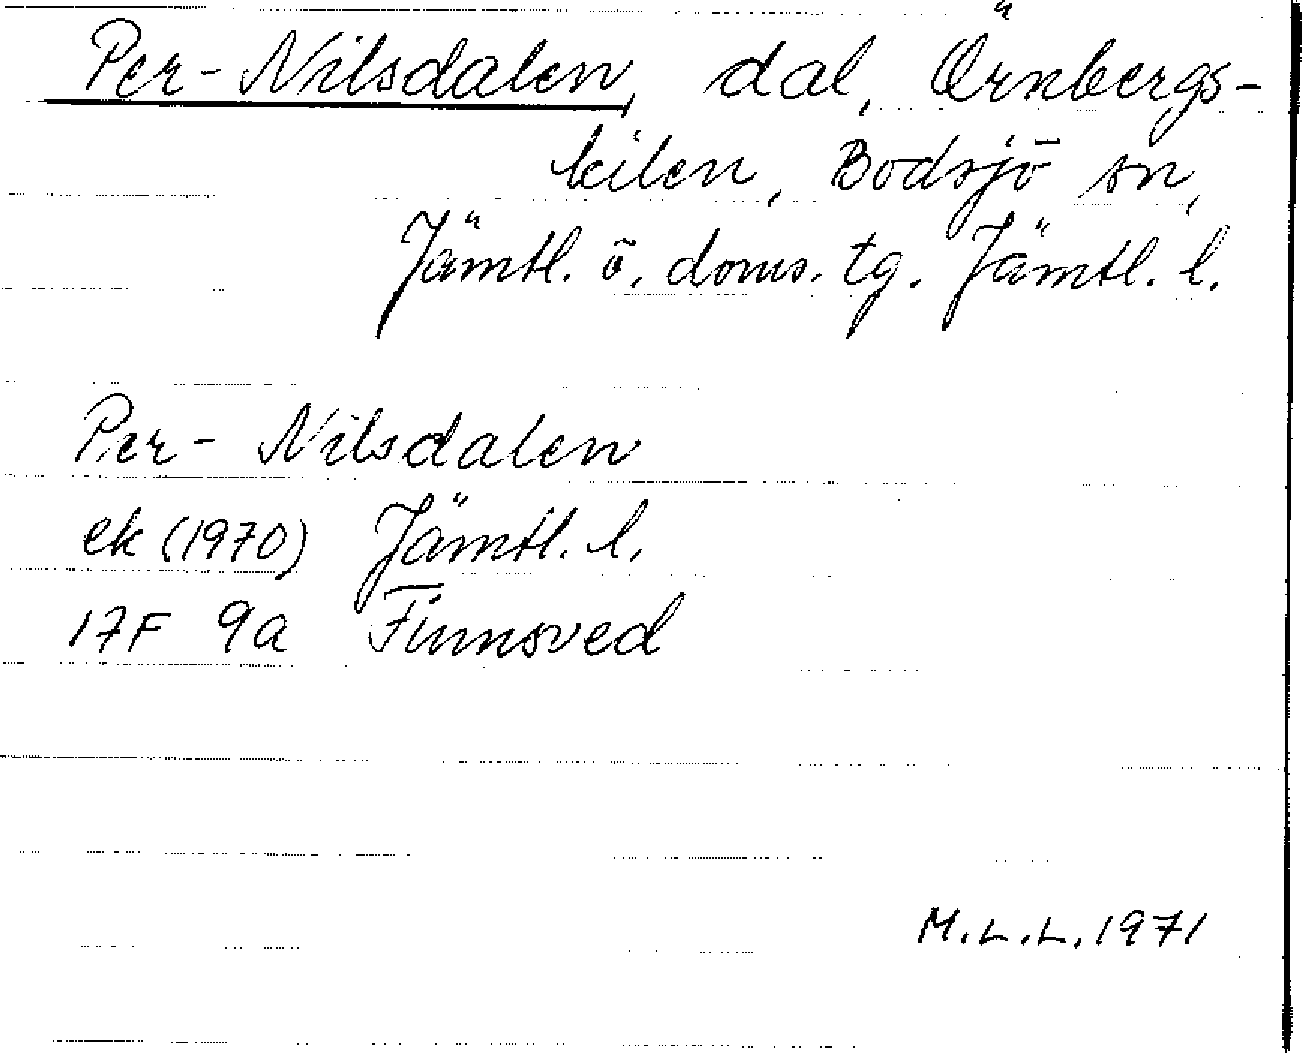 Per-Nilsdalen, dal, Örnbergs-
kilen, Bodsjö sn,
Jämtl. ö. doms. tg. Jämtl. l.
Per-Nilsdalen
ek (1970) Jämtl. l.
17F 9a Finnsved
M.L.L. 1971